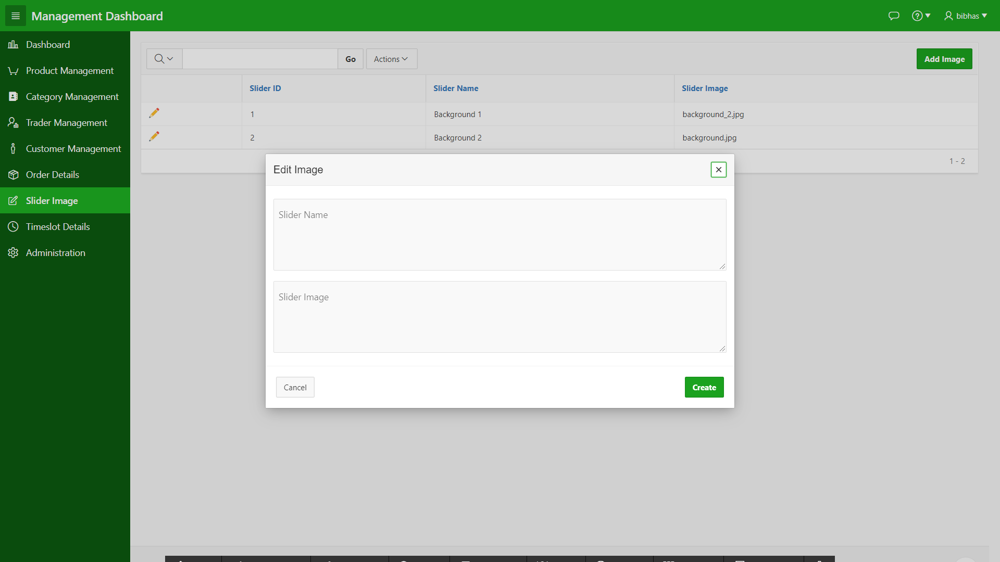 Management Dashboard
bibhas
Dashboard
Product Management
Category Management
Trader Management
Customer Management
Order Details
Slider Image
Timeslot Details
Administration
Go
Actions
Add Image
Slider ID
Slider Name
Slider Image
1
Background 1
background_2.jpg
2
Background 2
background.jpg
1 - 2
Edit Image
Slider Name
Slider Image
Cancel
Create